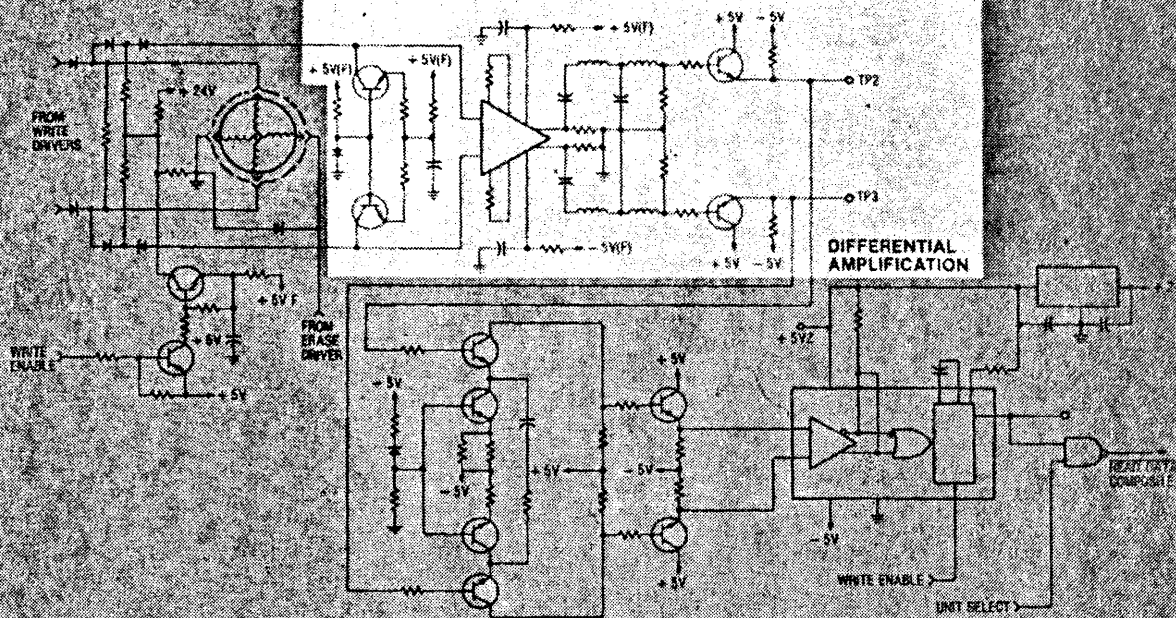 + 5V
- 5V
+ 5V(F)
TP2
+ 5V(F)
+ 5V(F)
+ 24V
FROM
WRITE
DRIVERS
TP3
- 5V(F)
+ 5V
- 5V
DIFFERENTIAL
AMPLIFICATION
+ 5V F
FROM
ERASE
DRIVER
WRITE
ENABLE
+ 5V
+ 5VZ
- 5V
+ 5V
- 5V
+ 5V
- 5V
+ 5V
- 5V
WRITE ENABLE
UNIT SELECT
READ DATA
COMPOSITE